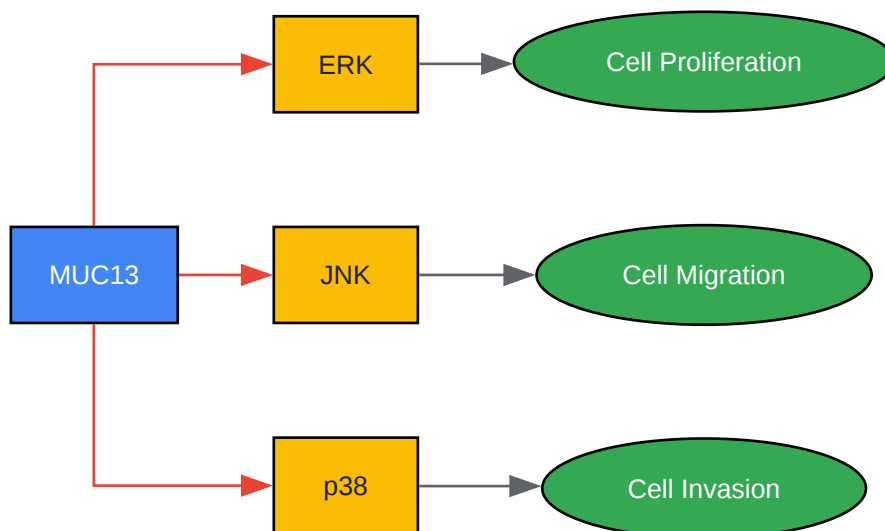 ERK
Cell Proliferation
MUC13
JNK
Cell Migration
p38
Cell Invasion